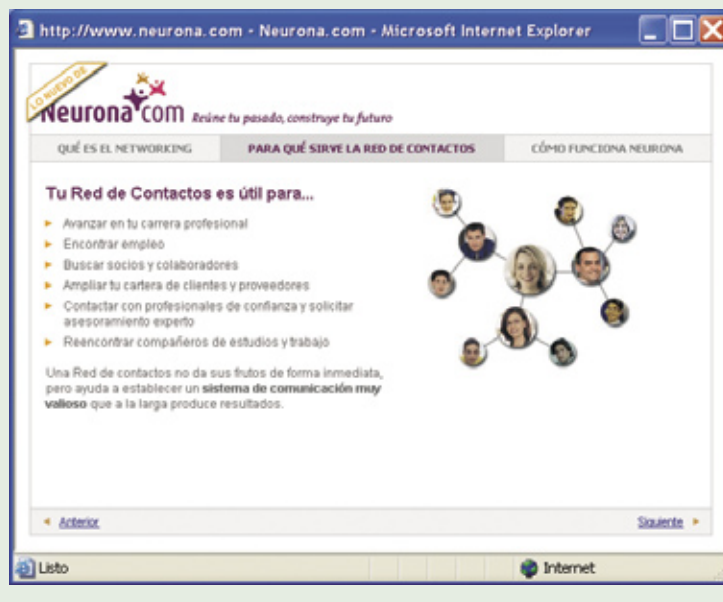 http://www.neurona.com - Neurona.com - Microsoft Internet Explorer
LO NUEVO DE
Neurona.com Reúne tu pasado, construye tu futuro
QUÉ ES EL NETWORKING PARA QUÉ SIRVE LA RED DE CONTACTOS CÓMO FUNCIONA NEURONA
Tu Red de Contactos es útil para...
Avanzar en tu carrera profesional
Encontrar empleo
Buscar socios y colaboradores
Ampliar tu cartera de clientes y proveedores
Contactar con profesionales de confianza y solicitar
asesoramiento experto
Reencontrar compañeros de estudios y trabajo
Una Red de contactos no da sus frutos de forma inmediata,
pero ayuda a establecer un sistema de comunicación muy
valioso que a la larga produce resultados.
Anterior Siguiente
Listo Internet